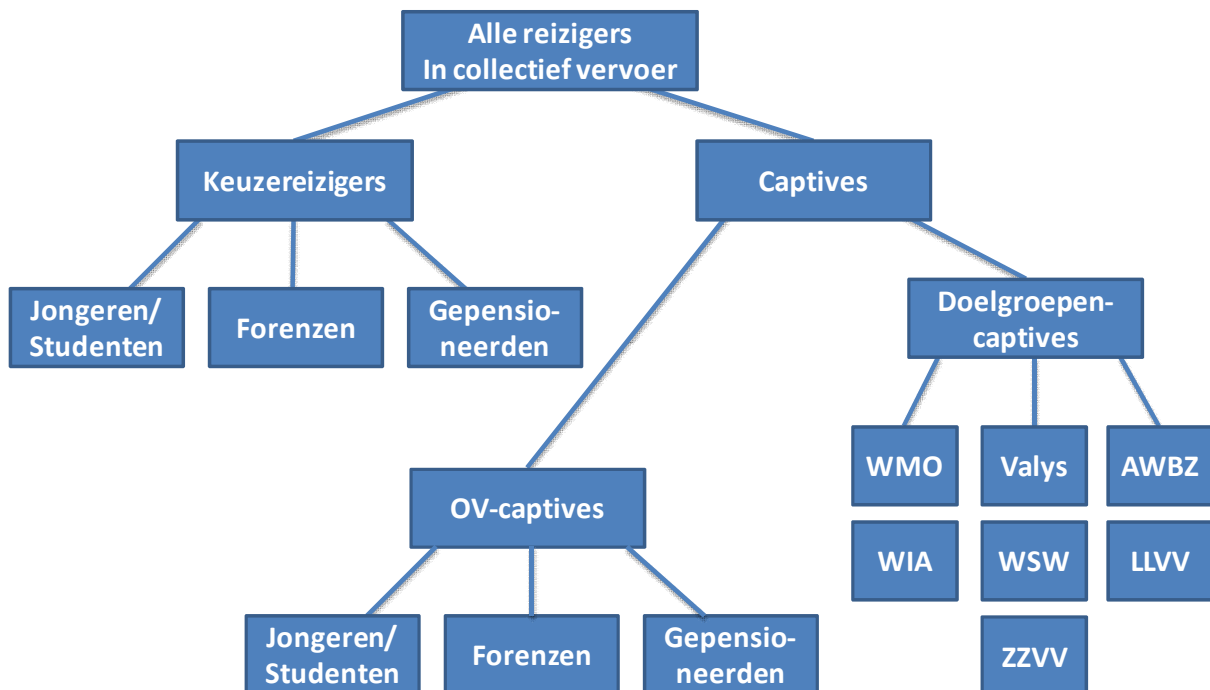 Alle reizigers
In collectief vervoer
Keuzereizigers
Captives
Jongeren/
Studenten
Forenzen
Gepensio-
neerden
Doelgroepen-
captives
WMO
Valys
AWBZ
OV-captives
WIA
WSW
LLVV
Jongeren/
Studenten
Forenzen
Gepensio-
neerden
ZZVV